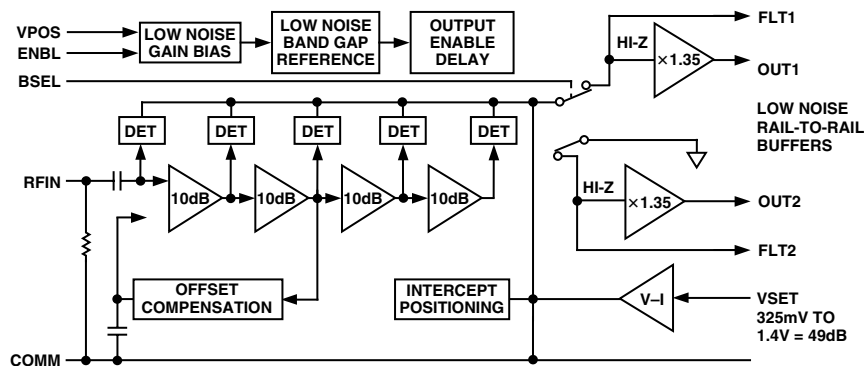 VPOS
ENBL
LOW NOISE
GAIN BIAS
LOW NOISE
BAND GAP
REFERENCE
OUTPUT
ENABLE
DELAY
FLT1
HI-Z
×1.35
OUT1
BSEL
LOW NOISE
RAIL-TO-RAIL
BUFFERS
DET
DET
DET
DET
DET
RFIN
10dB
10dB
10dB
10dB
HI-Z
×1.35
OUT2
FLT2
OFFSET
COMPENSATION
INTERCEPT
POSITIONING
V–I
VSET
325mV TO
1.4V = 49dB
COMM